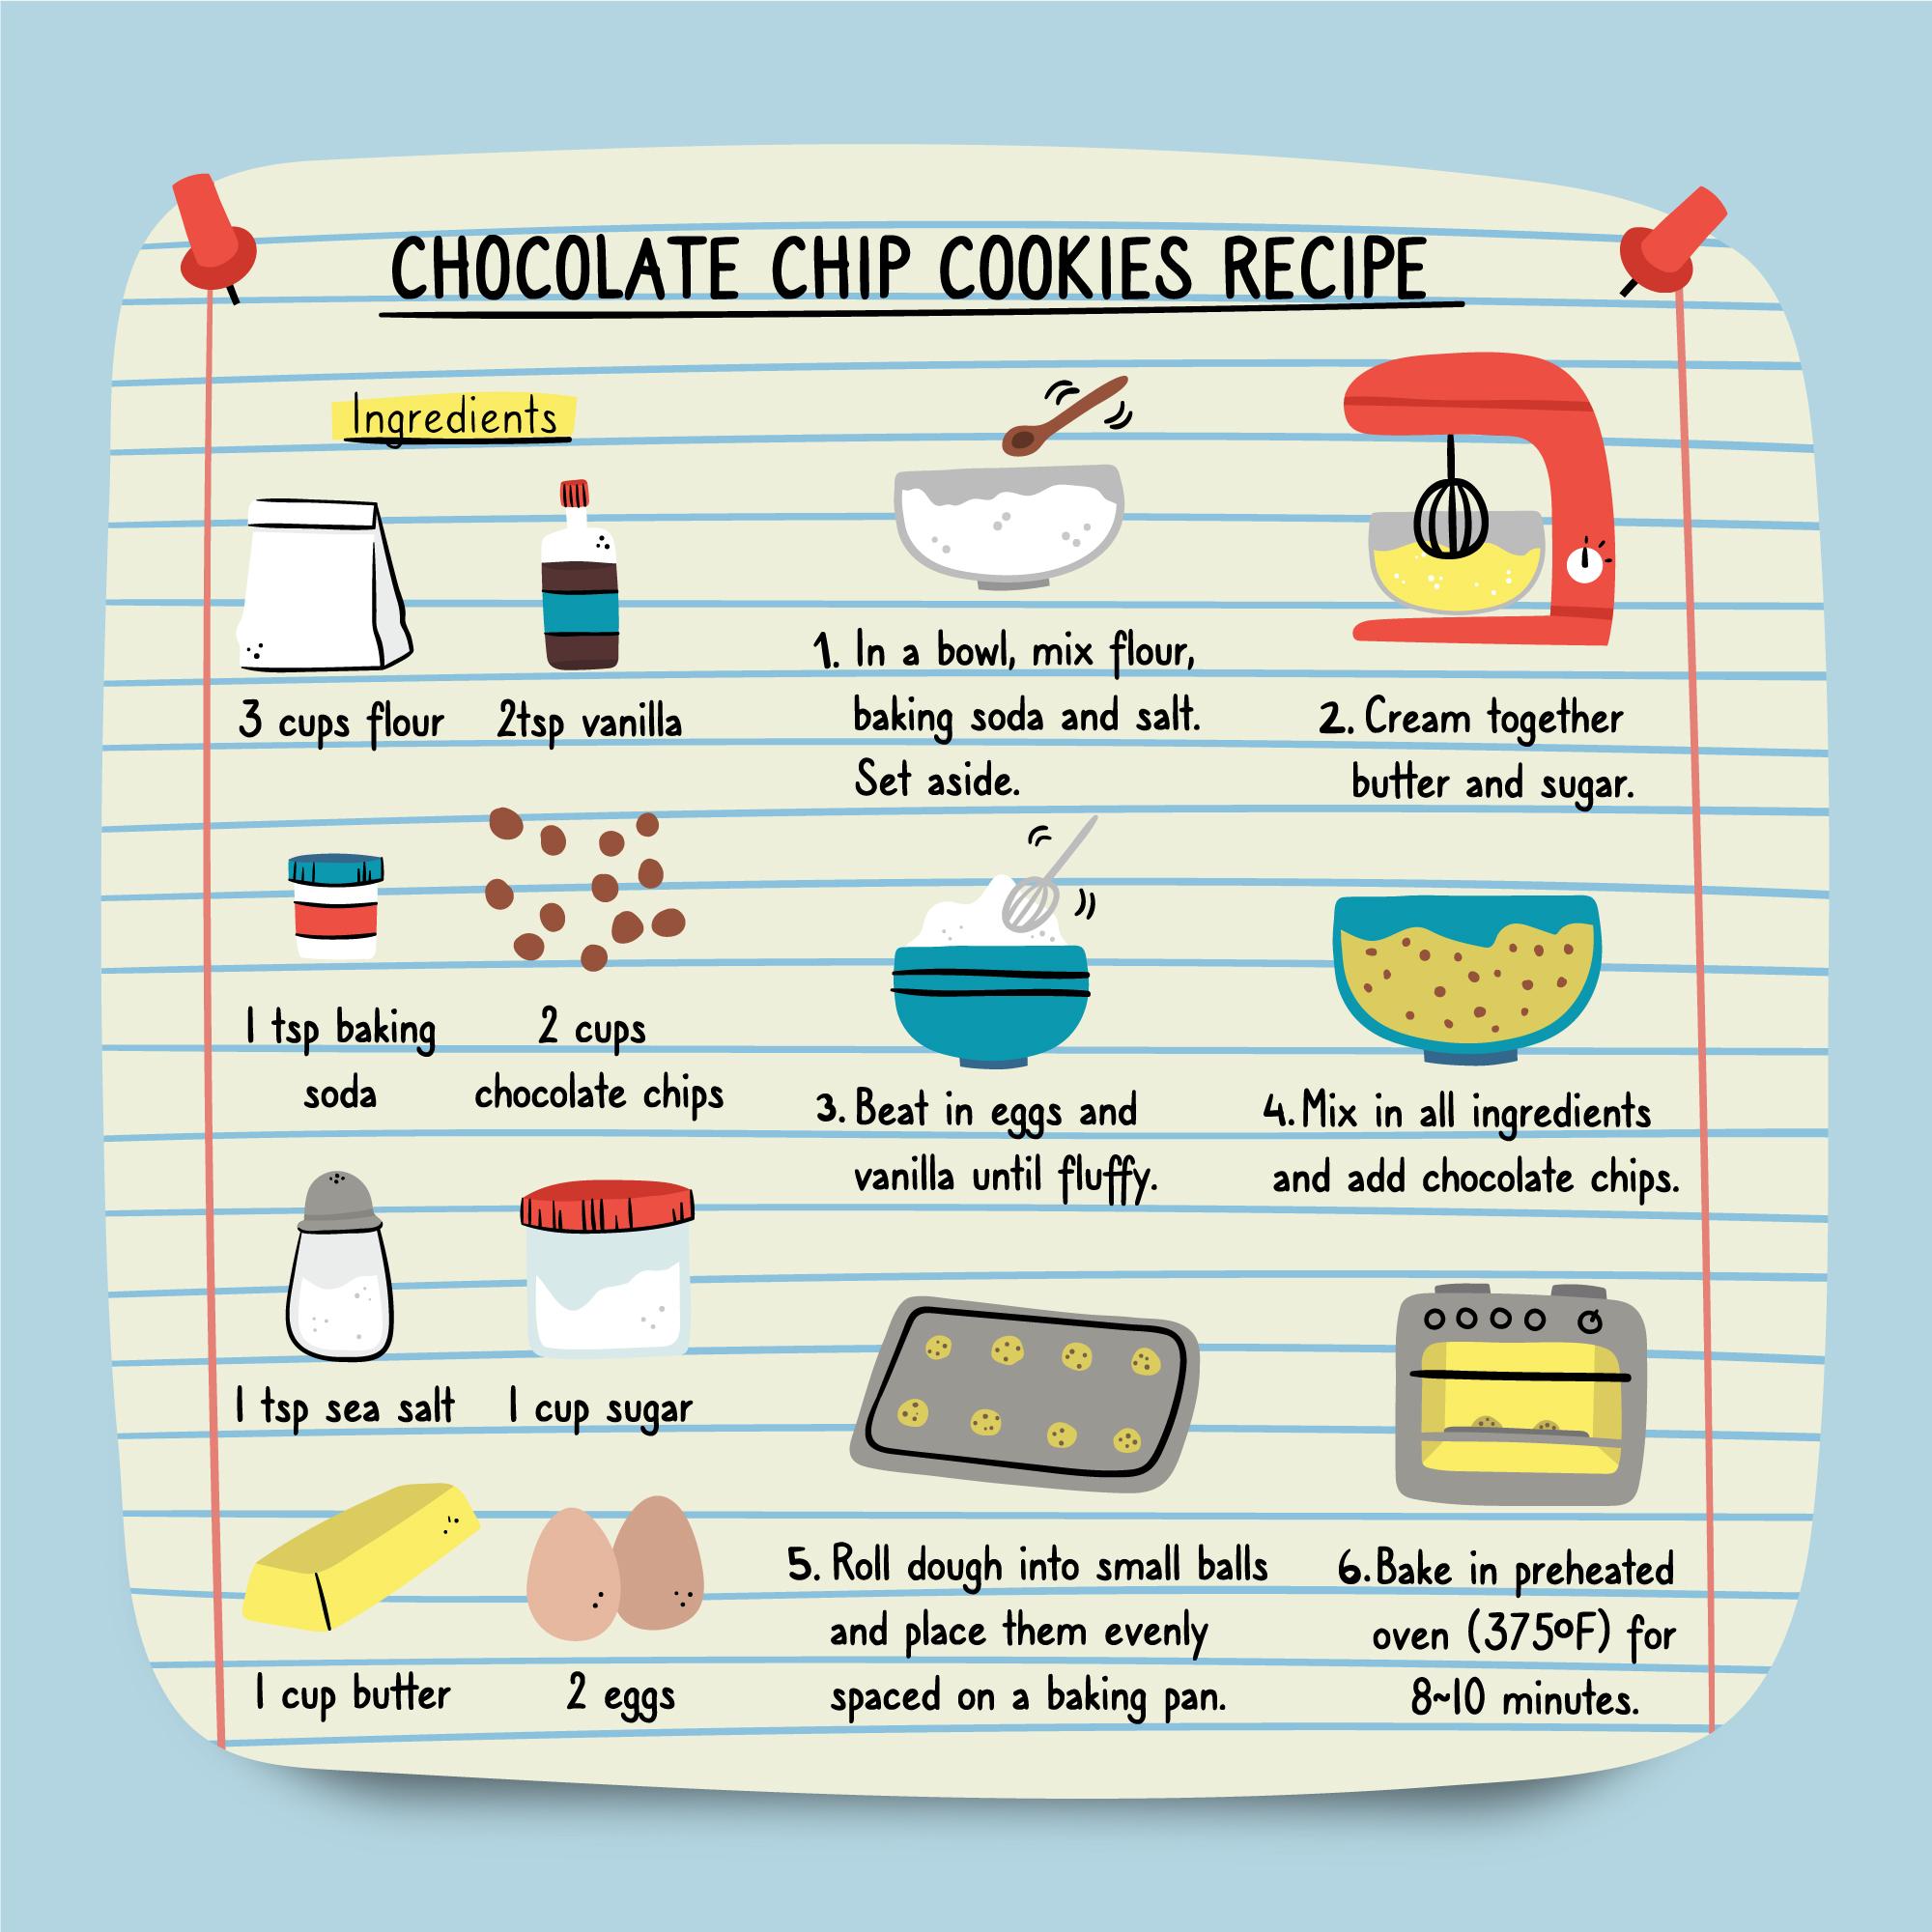 CHOCOLATE CHIP COOKIES RECIPE
Ingredients
3 cups flour
2tsp vanilla
1 tsp baking
soda
2 cups
chocolate chips
1 tsp sea salt
1 cup sugar
1 cup butter
2 eggs
1. In a bowl, mix flour,
baking soda and salt.
Set aside.
2. Cream together
butter and sugar.
3. Beat in eggs and
vanilla until fluffy.
4. Mix in all ingredients
and add chocolate chips.
5. Roll dough into small balls
and place them evenly
spaced on a baking pan.
6. Bake in preheated
oven (375ºF) for
8~10 minutes.